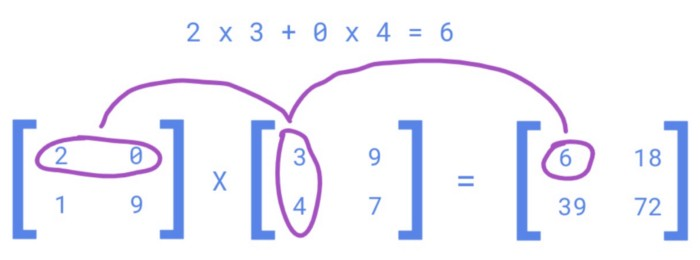 2 x 3 + 0 x 4 = 6
2 0 3 9 6 18
x =
1 9 4 7 39 72